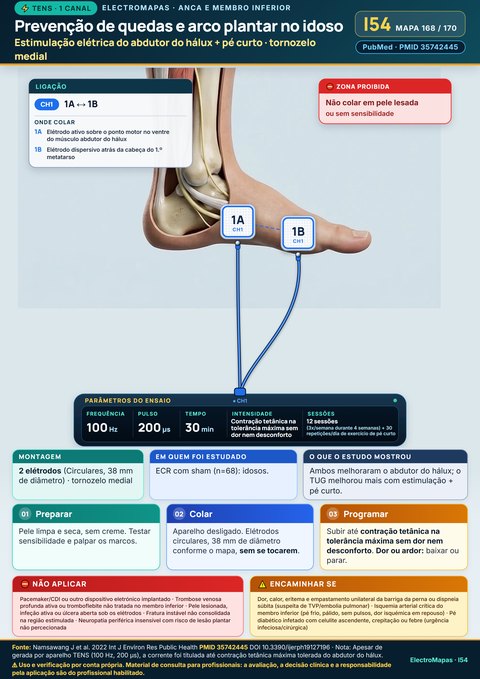 TENS · 1 CANAL
ELECTROMAPAS · ANCA E MEMBRO INFERIOR
Prevenção de quedas e arco plantar no idoso
Estimulação elétrica do abdutor do hálux + pé curto · tornozelo
medial
I54 MAPA 168 / 170
PubMed · PMID 35742445
LIGAÇÃO
CH1 1A ↔ 1B
ONDE COLAR
1A Elétrodo ativo sobre o ponto motor no ventre
do músculo abdutor do hálux
1B Elétrodo dispersivo atrás da cabeça do 1.º
metatarso
ZONA PROIBIDA
Não colar em pele lesada
ou sem sensibilidade
1A
CH1
1B
CH1
CH1
PARÂMETROS DO ENSAIO
FREQUÊNCIA
100 Hz
PULSO
200 µs
TEMPO
30 min
INTENSIDADE
Contração tetânica na
tolerância máxima sem
dor nem desconforto
SESSÕES
12 sessões
(3x/semana durante 4 semanas) + 30
repetições/dia de exercício de pé curto
MONTAGEM
2 elétrodos (Circulares, 38 mm
de diâmetro) · tornozelo medial
EM QUEM FOI ESTUDADO
ECR com sham (n=68): idosos.
O QUE O ESTUDO MOSTROU
Ambos melhoraram o abdutor do hálux; o
TUG melhorou mais com estimulação +
pé curto.
01 Preparar
Pele limpa e seca, sem creme. Testar
sensibilidade e palpar os marcos.
02 Colar
Aparelho desligado. Elétrodos
circulares, 38 mm de diâmetro
conforme o mapa, sem se tocarem.
03 Programar
Subir até contração tetânica na
tolerância máxima sem dor nem
desconforto. Dor ou ardor: baixar ou
parar.
NÃO APLICAR
Pacemaker/CDI ou outro dispositivo eletrónico implantado · Trombose venosa
profunda ativa ou tromboflebite não tratada no membro inferior · Pele lesionada,
infeção ativa ou úlcera aberta sob os elétrodos · Fratura instável não consolidada
na região estimulada · Neuropatia periférica insensível com risco de lesão plantar
não percecionada
ENCAMINHAR SE
Dor, calor, eritema e empastamento unilateral da barriga da perna ou dispneia
súbita (suspeita de TVP/embolia pulmonar) · Isquemia arterial crítica do
membro inferior (pé frio, pálido, sem pulsos, dor isquémica em repouso) · Pé
diabético infetado com celulite ascendente, crepitação ou febre (urgência
infeciosa/cirúrgica)
Fonte: Namsawang J et al. 2022 Int J Environ Res Public Health PMID 35742445 DOI 10.3390/ijerph19127196 · Nota: Apesar de
gerada por aparelho TENS (100 Hz, 200 µs), a corrente foi titulada até contração tetânica máxima tolerada do abdutor do hálux.
Uso e verificação por conta própria. Material de consulta para profissionais: a avaliação, a decisão clínica e a responsabilidade
pela aplicação são do profissional habilitado.
ElectroMapas · I54